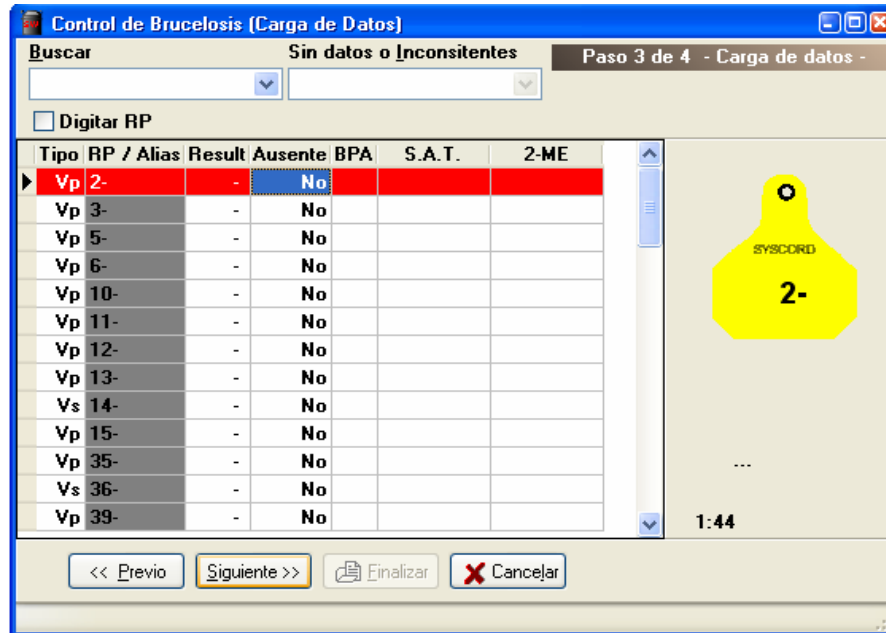 Control de Brucelosis (Carga de Datos)
Buscar Sin datos o Inconsitentes Paso 3 de 4 - Carga de datos -
Digitar RP
Tipo RP / Alias Result Ausente BPA S.A.T. 2-ME
Vp 2- - No
Vp 3- - No
Vp 5- - No
Vp 6- - No
Vp 10- - No
Vp 11- - No
Vp 12- - No
Vp 13- - No
Vs 14- - No
Vp 15- - No
Vp 35- - No
Vs 36- - No
Vp 39- - No
SYSCORD
2-
...
1:44
<< Previo Siguiente >> Finalizar Cancelar